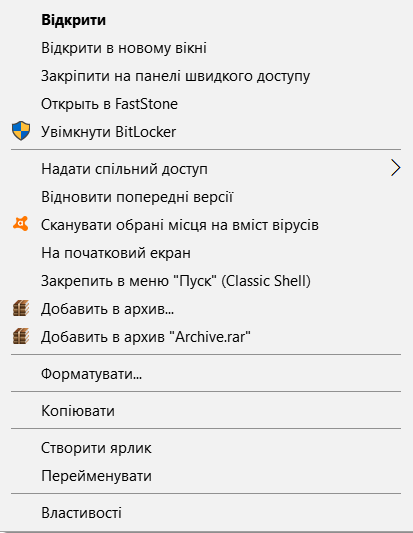 Відкрити
Відкрити в новому вікні
Закріпити на панелі швидкого доступу
Открыть в FastStone
Увімкнути BitLocker
Надати спільний доступ
Відновити попередні версії
Сканувати обрані місця на вміст вірусів
На початковий екран
Закрепить в меню "Пуск" (Classic Shell)
Добавить в архив...
Добавить в архив "Archive.rar"
Форматувати...
Копіювати
Створити ярлик
Перейменувати
Властивості